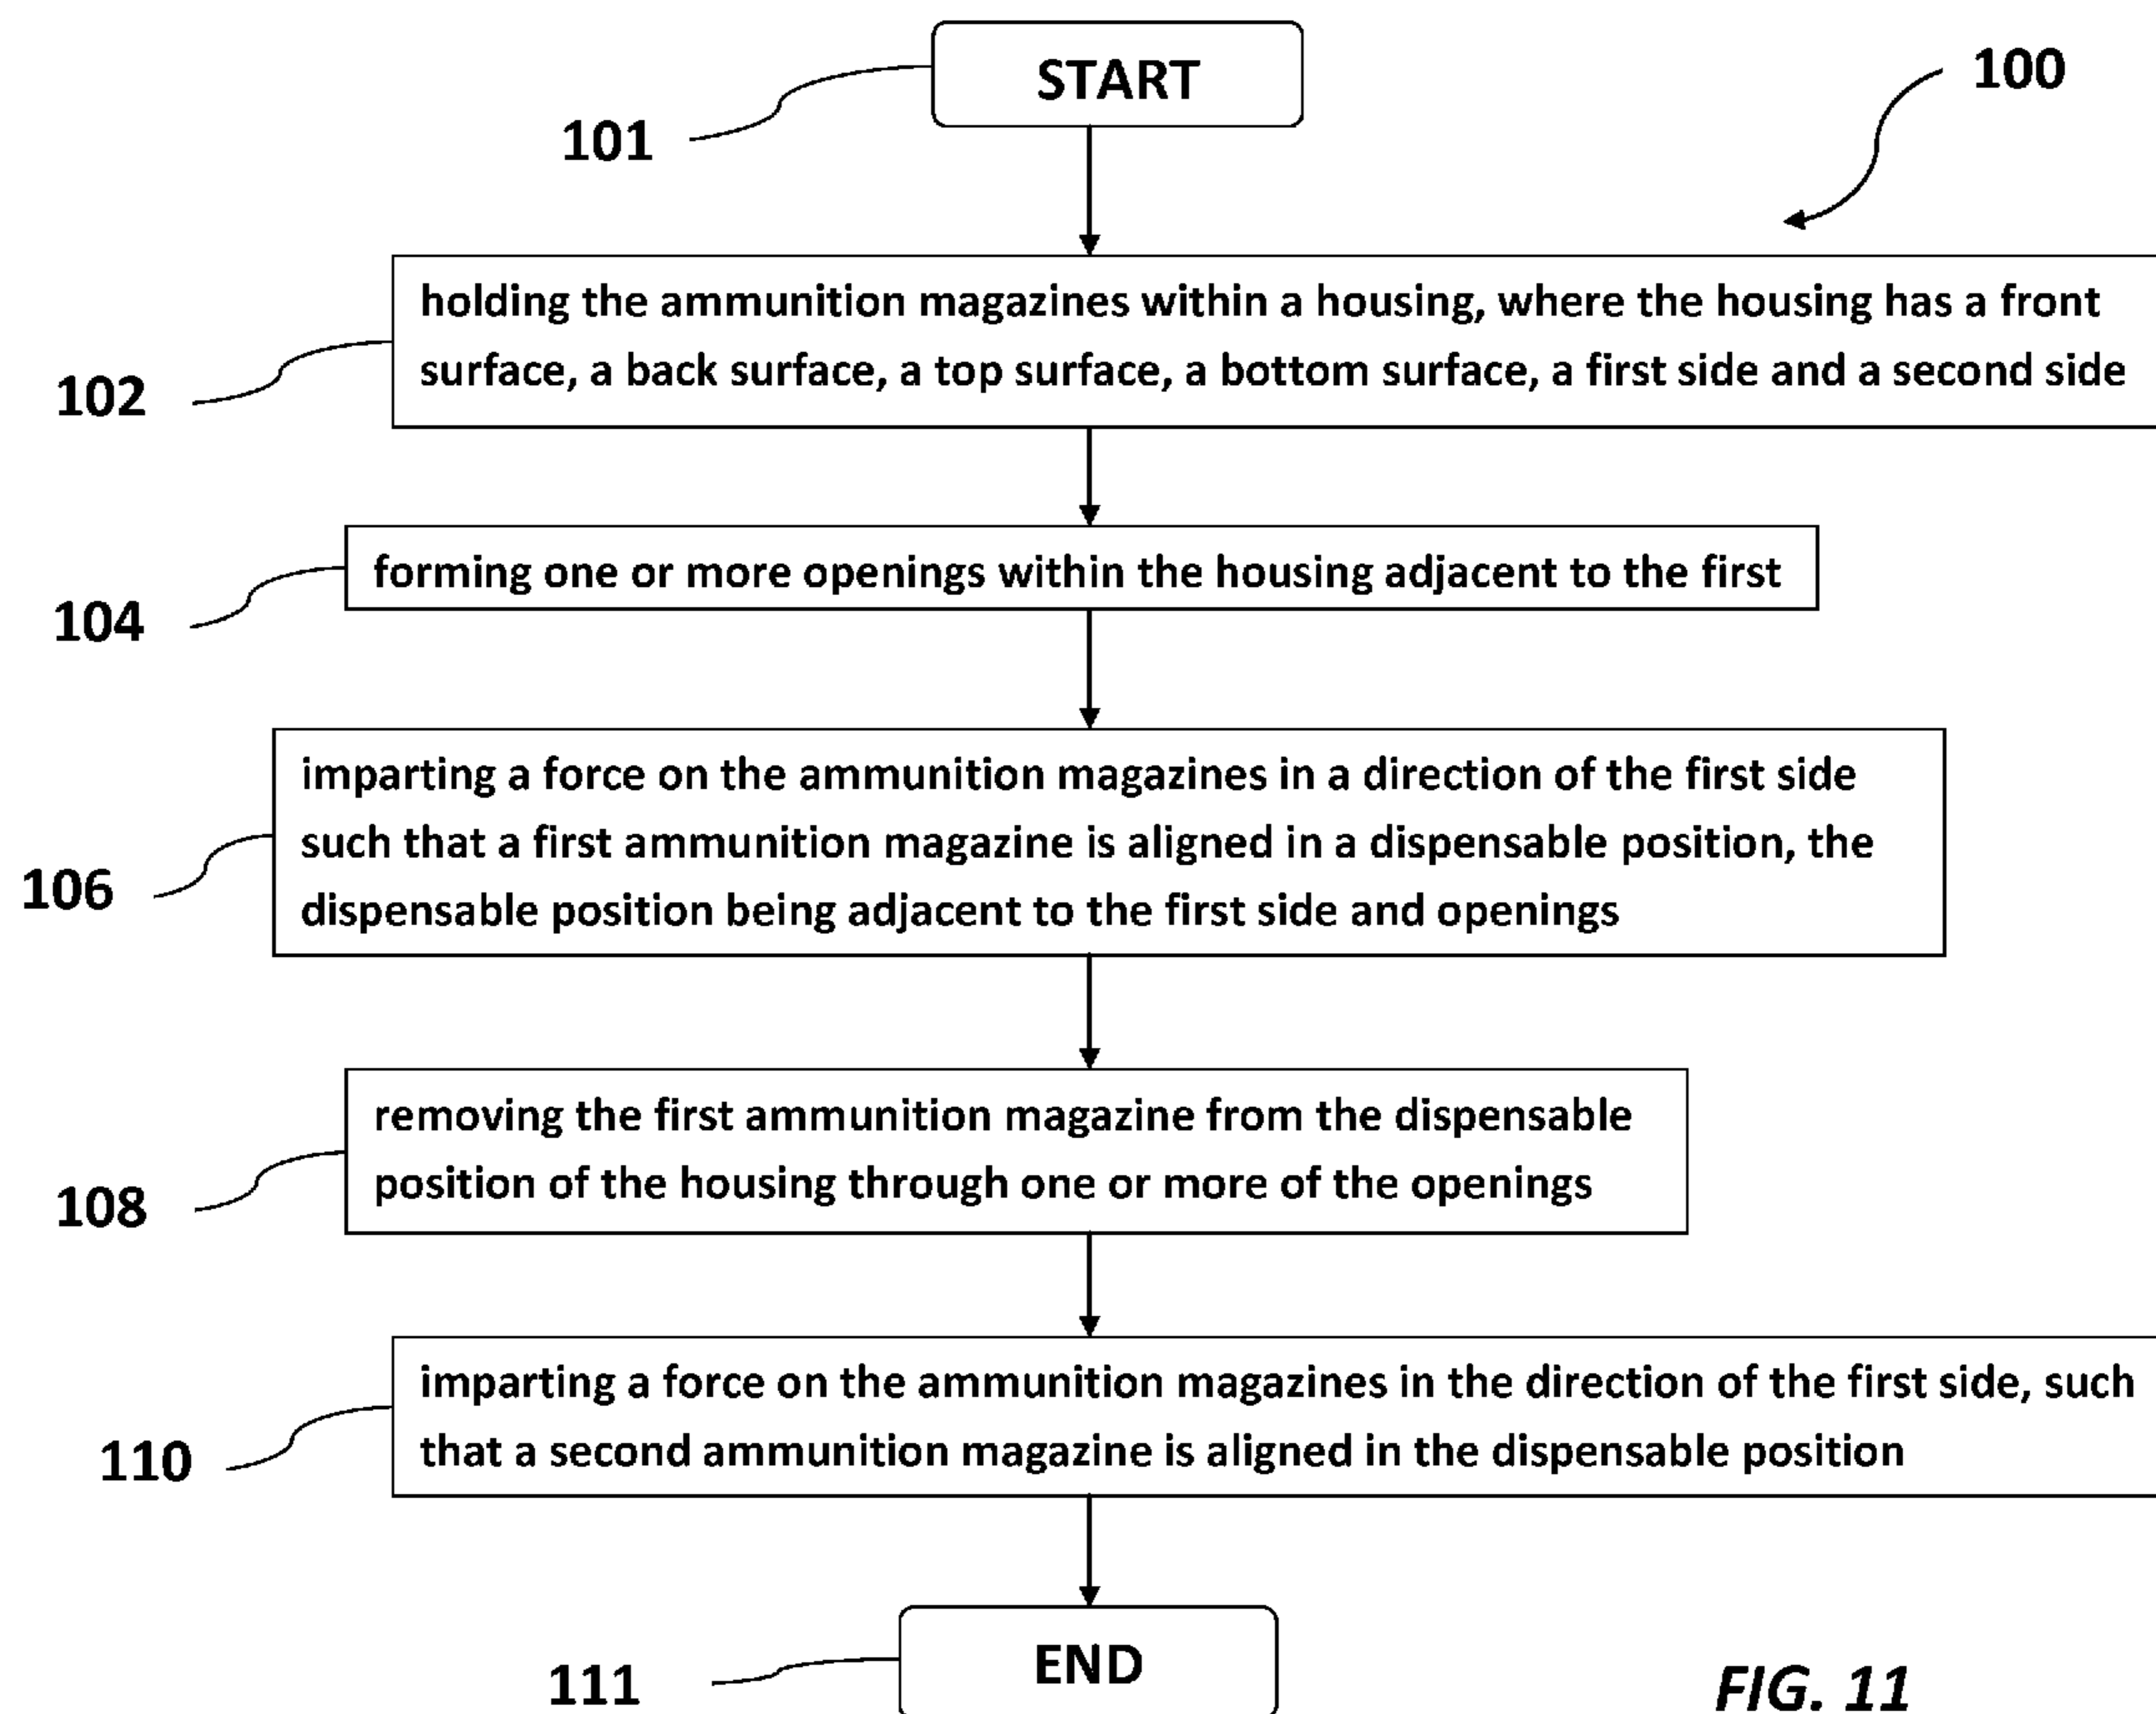 START
100
101
holding the ammunition magazines within a housing, where the housing has a front
surface, a back surface, a top surface, a bottom surface, a first side and a second side
102
forming one or more openings within the housing adjacent to the first
104
imparting a force on the ammunition magazines in a direction of the first side
such that a first ammunition magazine is aligned in a dispensable position, the
dispensable position being adjacent to the first side and openings
106
removing the first ammunition magazine from the dispensable
position of the housing through one or more of the openings
108
imparting a force on the ammunition magazines in the direction of the first side, such
that a second ammunition magazine is aligned in the dispensable position
110
END
111
FIG. 11